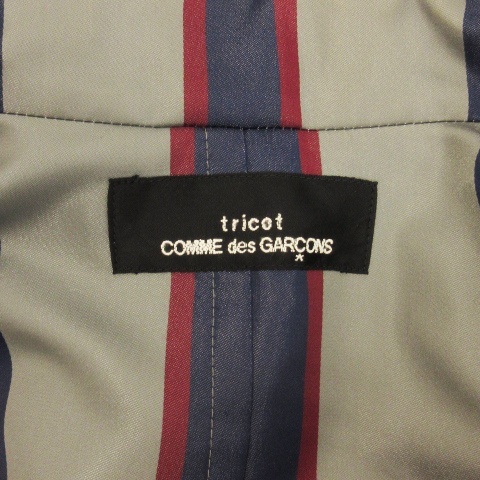 tricot
COMME des GARÇONS
*